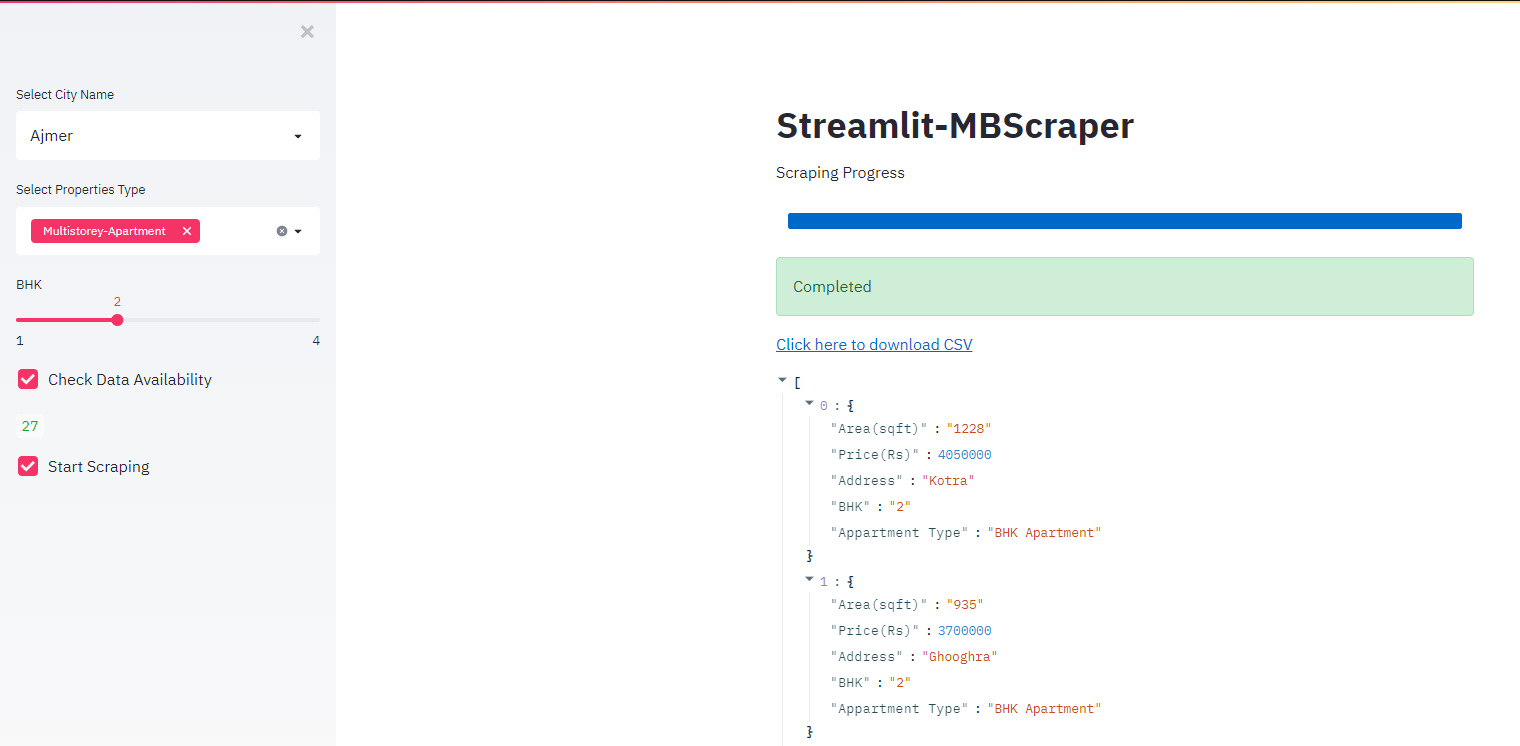 Select City Name
Ajmer
Select Properties Type
Multistorey-Apartment
BHK
2
1 4
Check Data Availability
27
Start Scraping
Streamlit-MBScraper
Scraping Progress
Completed
Click here to download CSV
[
0 : {
"Area(sqft)" : "1228"
"Price(Rs)" : 4050000
"Address" : "Kotra"
"BHK" : "2"
"Appartment Type" : "BHK Apartment"
}
1 : {
"Area(sqft)" : "935"
"Price(Rs)" : 3700000
"Address" : "Ghooghra"
"BHK" : "2"
"Appartment Type" : "BHK Apartment"
}